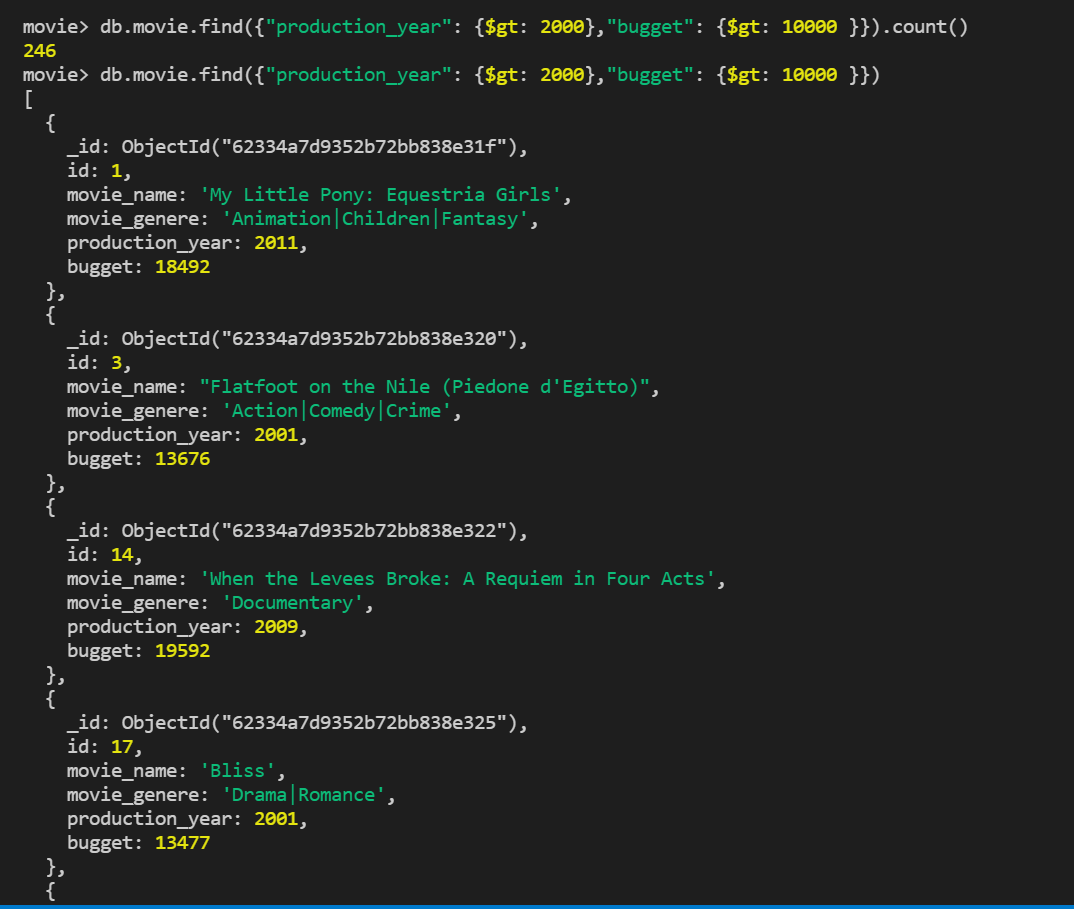 movie> db.movie.find({"production_year": {$gt: 2000},"bugget": {$gt: 10000 }}).count()
246
movie> db.movie.find({"production_year": {$gt: 2000},"bugget": {$gt: 10000 }})
[
  {
    _id: ObjectId("62334a7d9352b72bb838e31f"),
    id: 1,
    movie_name: 'My Little Pony: Equestria Girls',
    movie_genere: 'Animation|Children|Fantasy',
    production_year: 2011,
    bugget: 18492
  },
  {
    _id: ObjectId("62334a7d9352b72bb838e320"),
    id: 3,
    movie_name: "Flatfoot on the Nile (Piedone d'Egitto)",
    movie_genere: 'Action|Comedy|Crime',
    production_year: 2001,
    bugget: 13676
  },
  {
    _id: ObjectId("62334a7d9352b72bb838e322"),
    id: 14,
    movie_name: 'When the Levees Broke: A Requiem in Four Acts',
    movie_genere: 'Documentary',
    production_year: 2009,
    bugget: 19592
  },
  {
    _id: ObjectId("62334a7d9352b72bb838e325"),
    id: 17,
    movie_name: 'Bliss',
    movie_genere: 'Drama|Romance',
    production_year: 2001,
    bugget: 13477
  },
  {